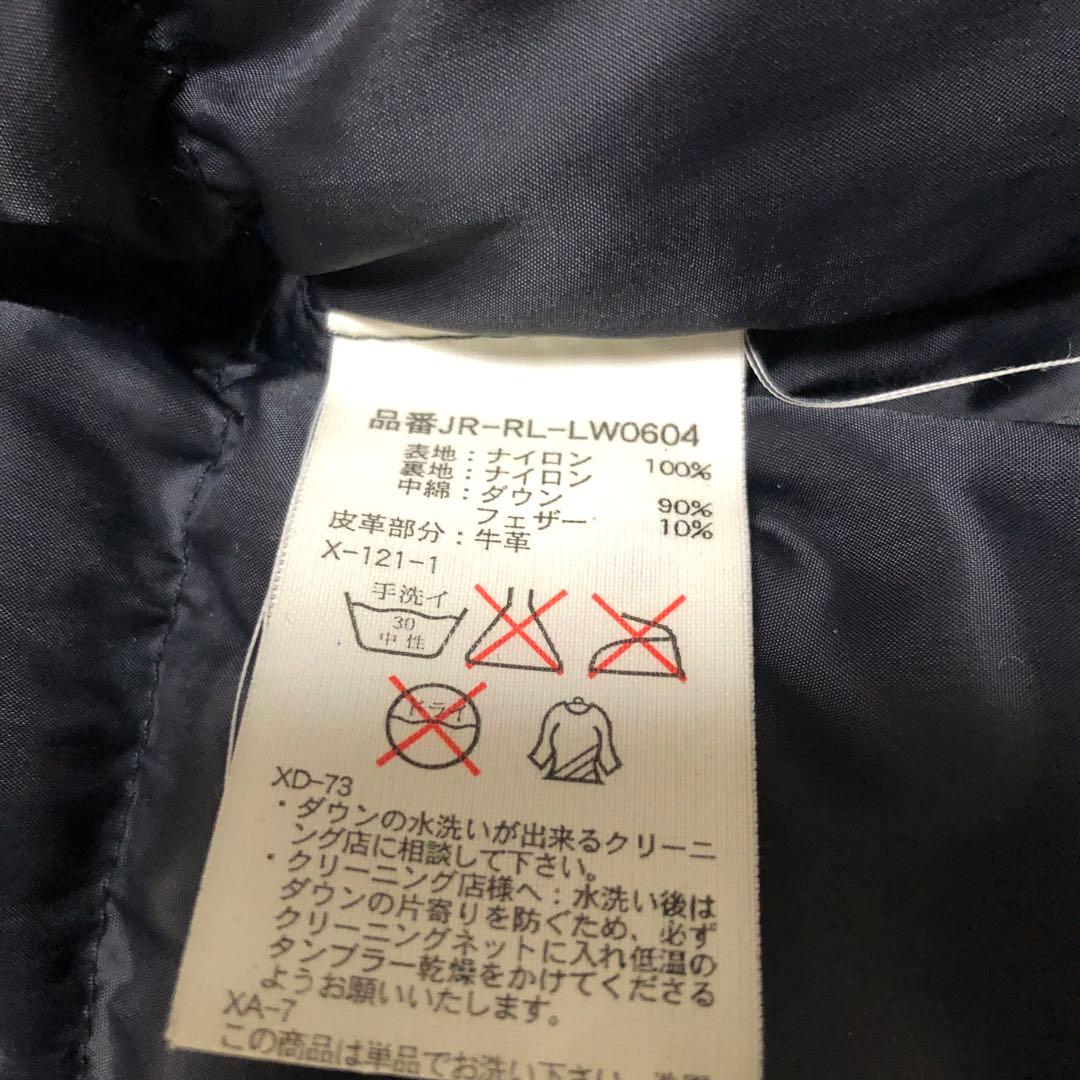 品番JR-RL-LW0604
表地：ナイロン 100%
裏地：ナイロン
中綿：ダウン 90%
フェザー 10%
皮革部分：牛革
X-121-1
手洗イ
30
中性
ドライ
XD-73
・ダウンの水洗いが出来るクリーニ
ング店に相談して下さい。
・クリーニング店様へ：水洗い後は
ダウンの片寄りを防ぐため、必ず
クリーニングネットに入れ低温の
タンブラー乾燥をかけてくださる
ようお願いいたします。
XA-7
この商品は単品でお洗い下さい。